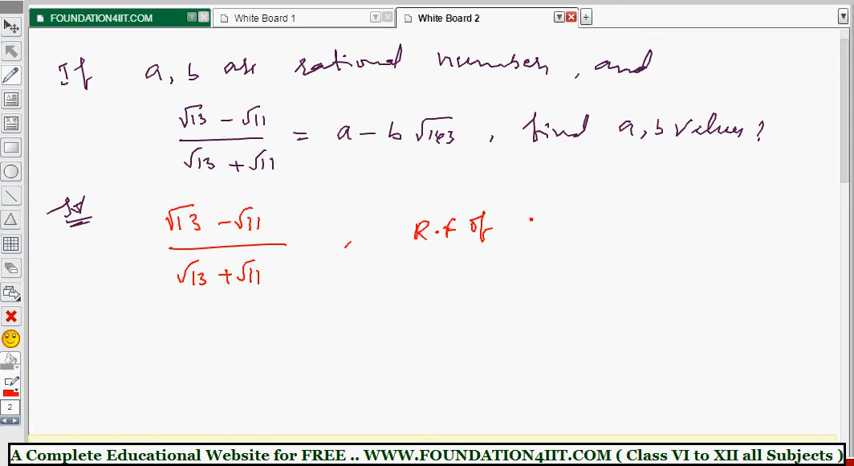 FOUNDATION4IIT.COM White Board 1 White Board 2
If a, b are rational number, and
√13 - √11 / √13 + √11 = a - b √143 , find a, b values?
Sol
√13 - √11 / √13 + √11 , R.F of
2
A Complete Educational Website for FREE .. WWW.FOUNDATION4IIT.COM ( Class VI to XII all Subjects )